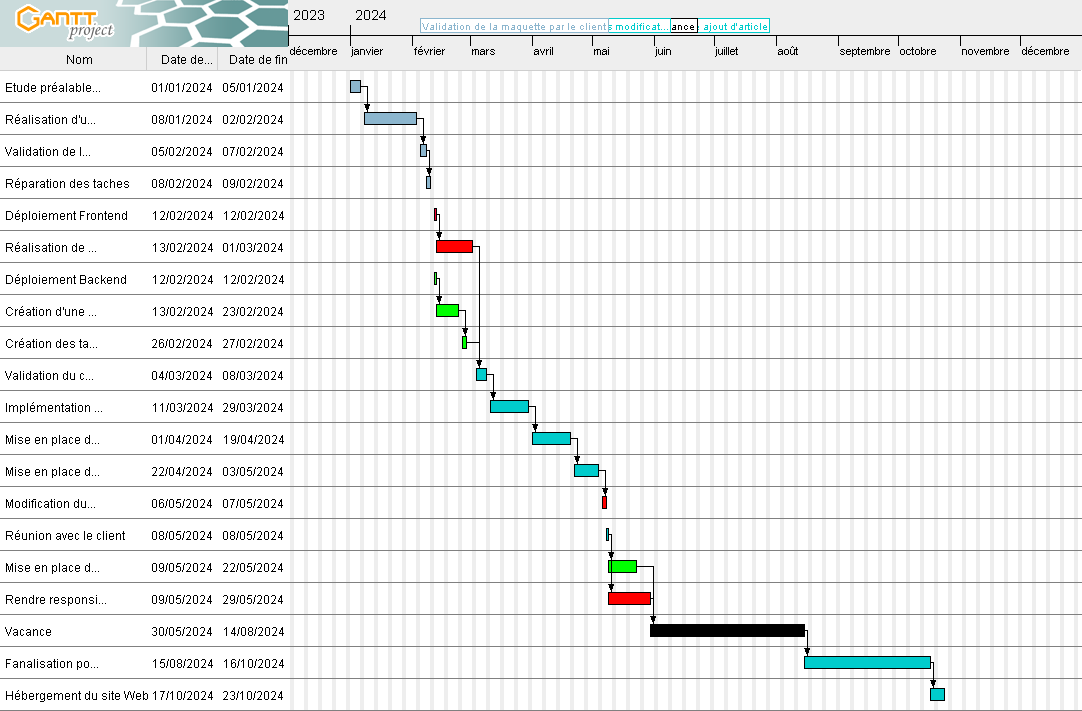 GANTT
project
2023 2024
Validation de la maquette par le client s modificat... ance s ajout d'article
décembre janvier février mars avril mai juin juillet août septembre octobre novembre décembre
Nom Date de... Date de fin
Etude préalable... 01/01/2024 05/01/2024
Réalisation d'u... 08/01/2024 02/02/2024
Validation de l... 05/02/2024 07/02/2024
Réparation des taches 08/02/2024 09/02/2024
Déploiement Frontend 12/02/2024 12/02/2024
Réalisation de ... 13/02/2024 01/03/2024
Déploiement Backend 12/02/2024 12/02/2024
Création d'une ... 13/02/2024 23/02/2024
Création des ta... 26/02/2024 27/02/2024
Validation du c... 04/03/2024 08/03/2024
Implémentation ... 11/03/2024 29/03/2024
Mise en place d... 01/04/2024 19/04/2024
Mise en place d... 22/04/2024 03/05/2024
Modification du... 06/05/2024 07/05/2024
Réunion avec le client 08/05/2024 08/05/2024
Mise en place d... 09/05/2024 22/05/2024
Rendre responsi... 09/05/2024 29/05/2024
Vacance 30/05/2024 14/08/2024
Fanalisation po... 15/08/2024 16/10/2024
Hébergement du site Web 17/10/2024 23/10/2024